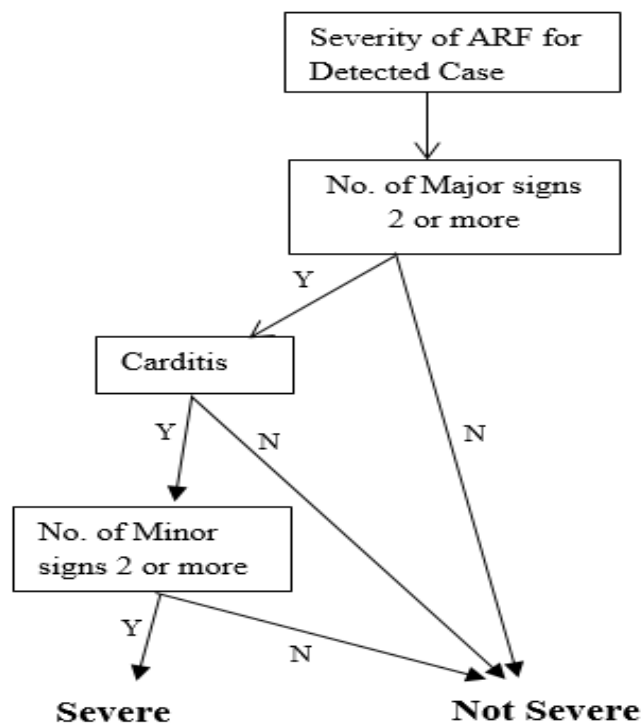 Severity of ARF for
Detected Case
No. of Major signs
2 or more
Y
Carditis
N
Y
N
No. of Minor
signs 2 or more
Y
N
Severe
Not Severe